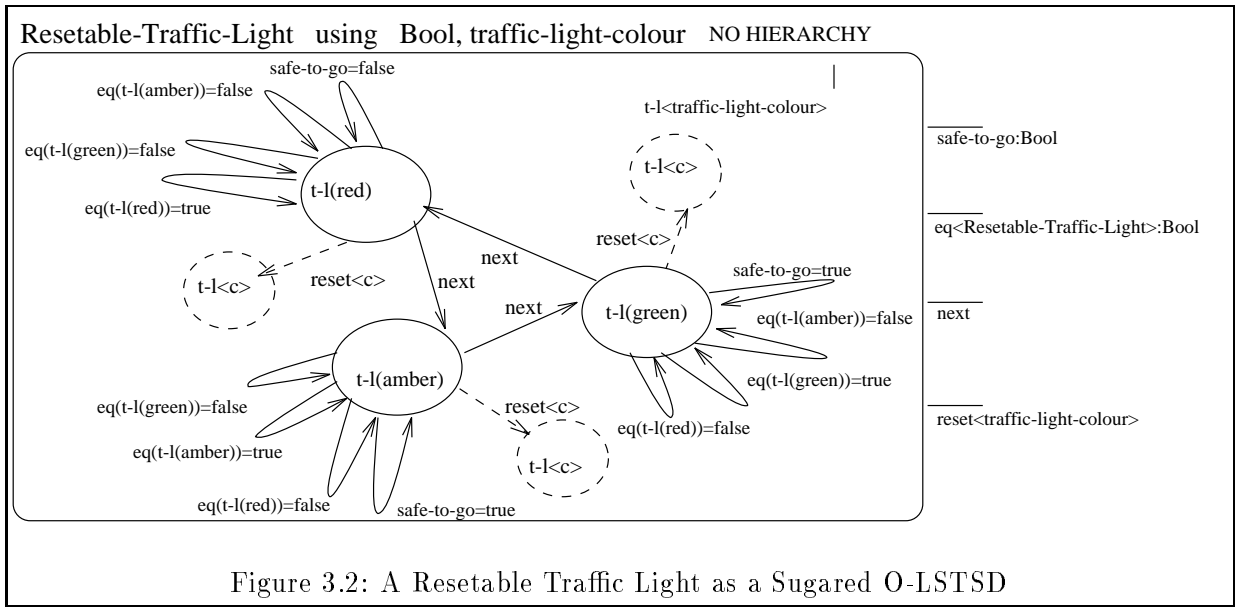 Resetable-Traffic-Light using Bool, traffic-light-colour NO HIERARCHY
safe-to-go=false
eq(t-l(amber))=false
t-l<traffic-light-colour>
safe-to-go:Bool
eq(t-l(green))=false
t-l<c>
t-l(red)
eq(t-l(red))=true
eq<Resetable-Traffic-Light>:Bool
reset<c>
next
safe-to-go=true
reset<c>
next
t-l<c>
next
t-l(green)
eq(t-l(amber))=false
next
t-l(amber)
eq(t-l(green))=true
eq(t-l(green))=false
reset<c>
eq(t-l(red))=false
reset<traffic-light-colour>
eq(t-l(amber))=true
t-l<c>
eq(t-l(red))=false
safe-to-go=true
Figure 3.2: A Resetable Traffic Light as a Sugared O-LSTSD